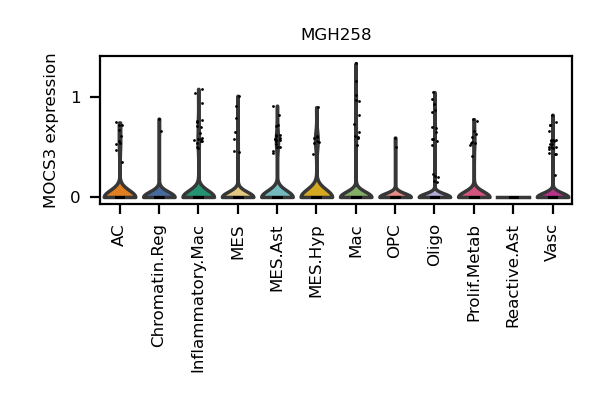 MGH258
MOCS3 expression
1
0
AC
Chromatin.Reg
Inflammatory.Mac
MES
MES.Ast
MES.Hyp
Mac
OPC
Oligo
Prolif.Metab
Reactive.Ast
Vasc